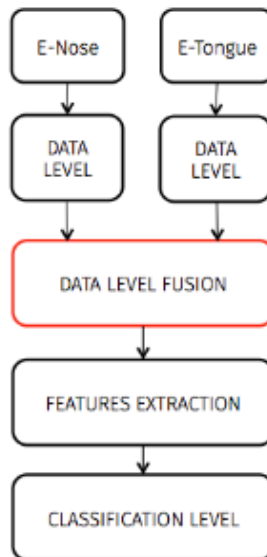 E-Nose
E-Tongue
DATA
LEVEL
DATA
LEVEL
DATA LEVEL FUSION
FEATURES EXTRACTION
CLASSIFICATION LEVEL